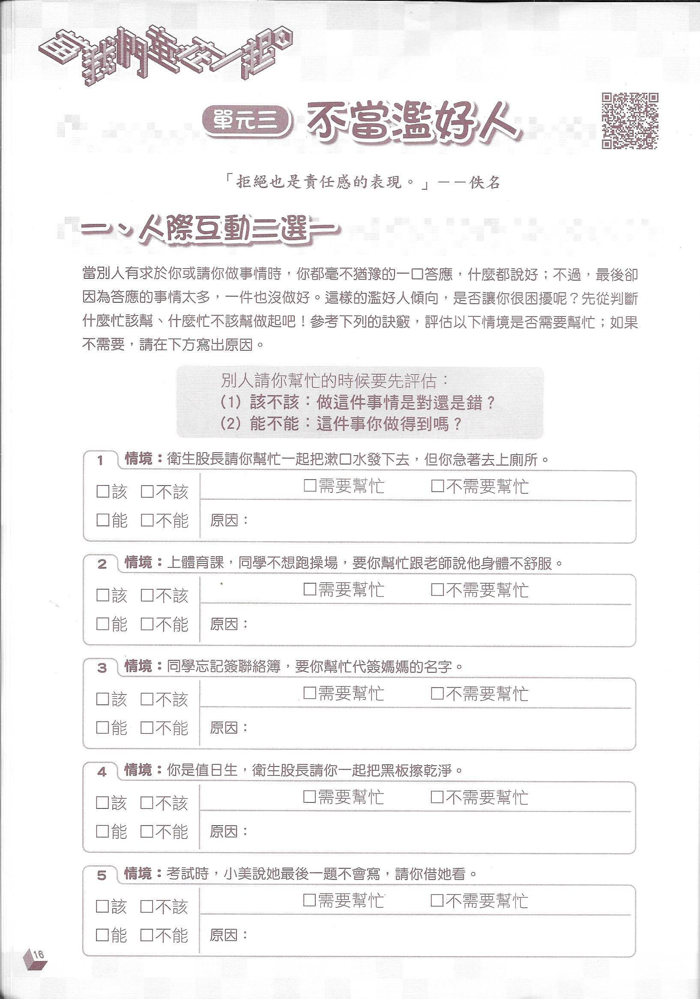 當我們童在一起1
單元三 不當濫好人
「拒絕也是責任感的表現。」－－佚名
一、人際互動二選一
當別人有求於你或請你做事情時，你都毫不猶豫的一口答應，什麼都說好；不過，最後卻
因為答應的事情太多，一件也沒做好。這樣的濫好人傾向，是否讓你很困擾呢？先從判斷
什麼忙該幫、什麼忙不該幫做起吧！參考下列的訣竅，評估以下情境是否需要幫忙；如果
不需要，請在下方寫出原因。
別人請你幫忙的時候要先評估：
(1) 該不該：做這件事情是對還是錯？
(2) 能不能：這件事你做得到嗎？
1 情境：衛生股長請你幫忙一起把漱口水發下去，但你急著去上廁所。
□該 □不該 □需要幫忙 □不需要幫忙
□能 □不能 原因：
2 情境：上體育課，同學不想跑操場，要你幫忙跟老師說他身體不舒服。
□該 □不該 □需要幫忙 □不需要幫忙
□能 □不能 原因：
3 情境：同學忘記簽聯絡簿，要你幫忙代簽媽媽的名字。
□該 □不該 □需要幫忙 □不需要幫忙
□能 □不能 原因：
4 情境：你是值日生，衛生股長請你一起把黑板擦乾淨。
□該 □不該 □需要幫忙 □不需要幫忙
□能 □不能 原因：
5 情境：考試時，小美說她最後一題不會寫，請你借她看。
□該 □不該 □需要幫忙 □不需要幫忙
□能 □不能 原因：
16